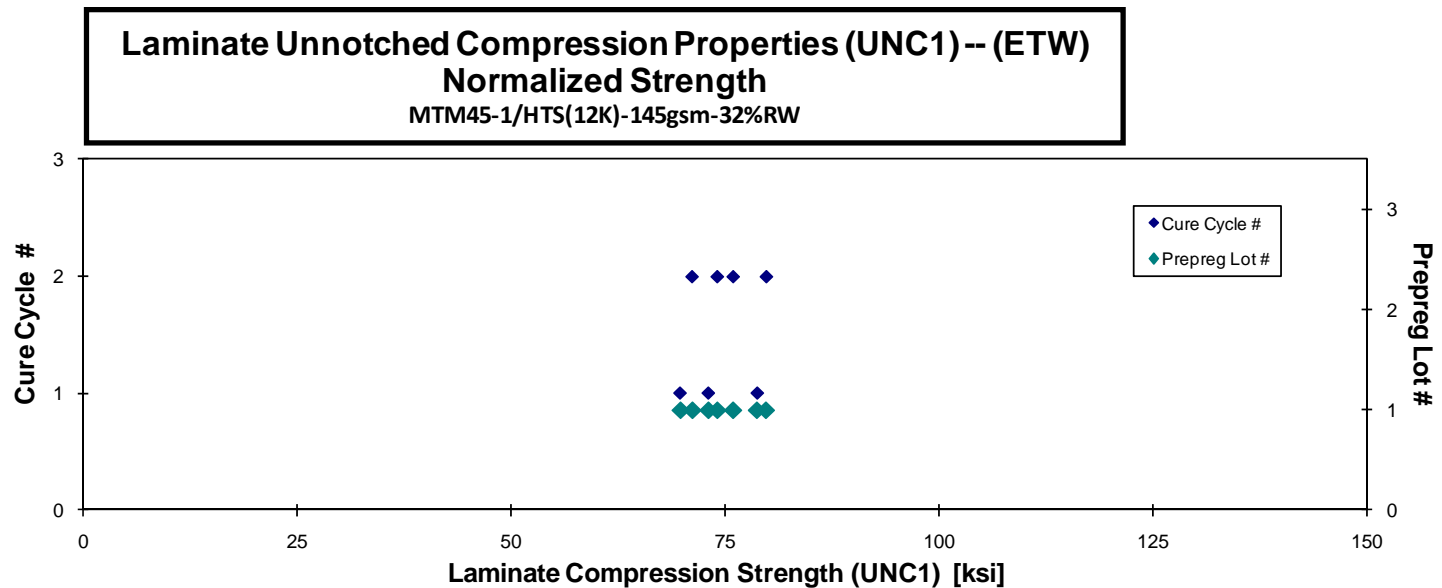 Laminate Unnotched Compression Properties (UNC1) -- (ETW)
Normalized Strength
MTM45-1/HTS(12K)-145gsm-32%RW
3
2
1
0
Cure Cycle #
Cure Cycle #
Prepreg Lot #
3
2
1
0
Prepreg Lot #
0 25 50 75 100 125 150
Laminate Compression Strength (UNC1) [ksi]